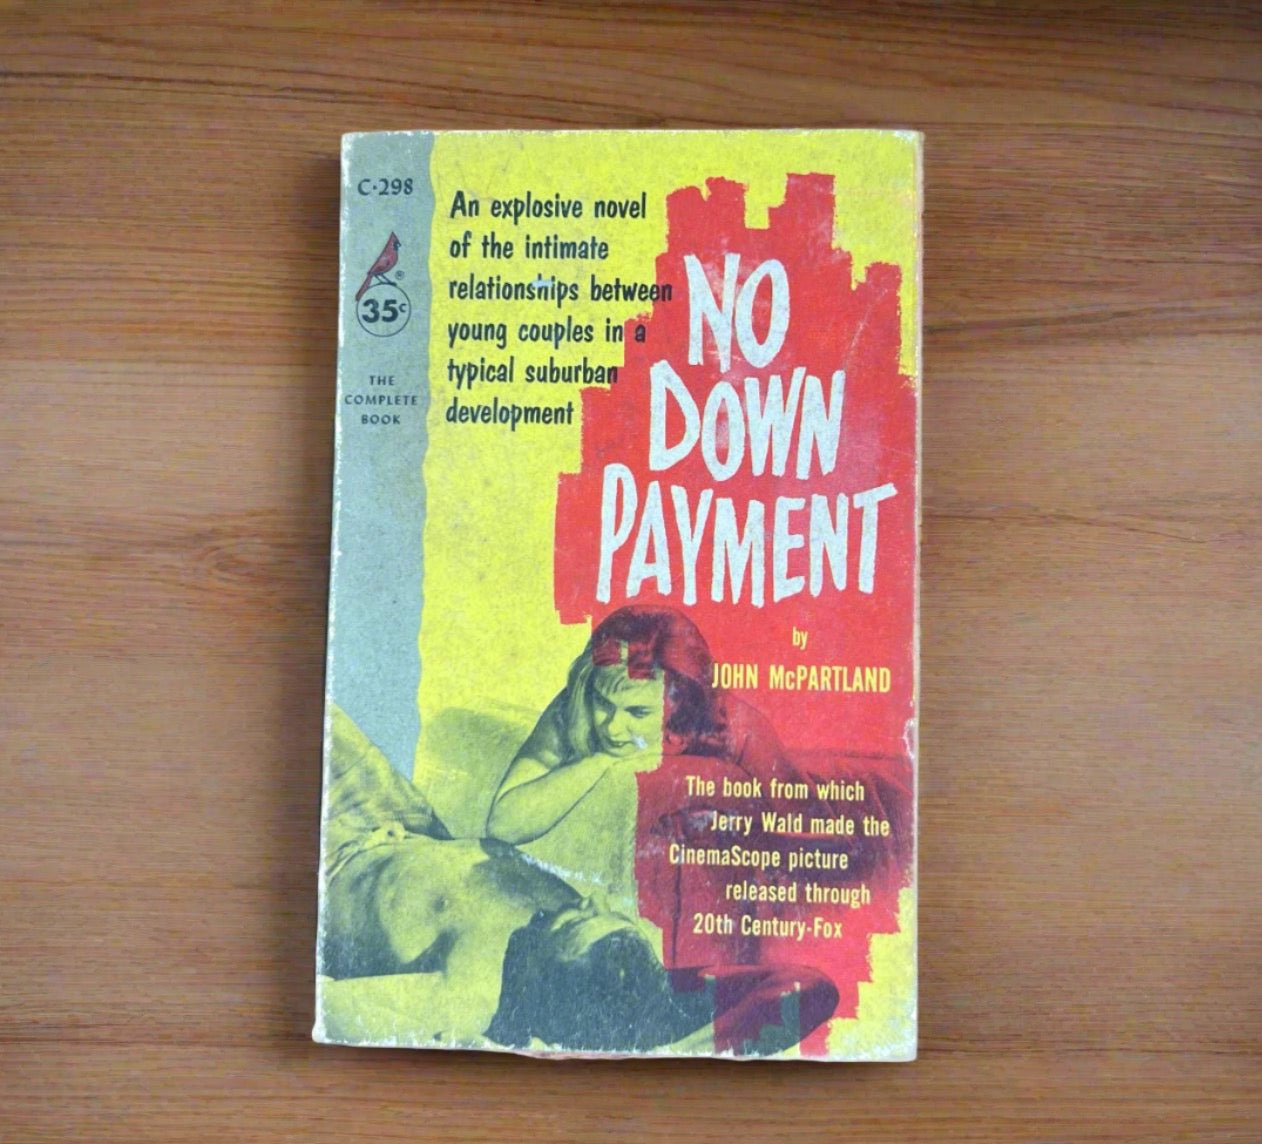 C·298
35¢
THE
COMPLETE
BOOK
An explosive novel
of the intimate
relationships between
young couples in a
typical suburban
development
NO
DOWN
PAYMENT
by
JOHN McPARTLAND
The book from which
Jerry Wald made the
CinemaScope picture
released through
20th Century-Fox